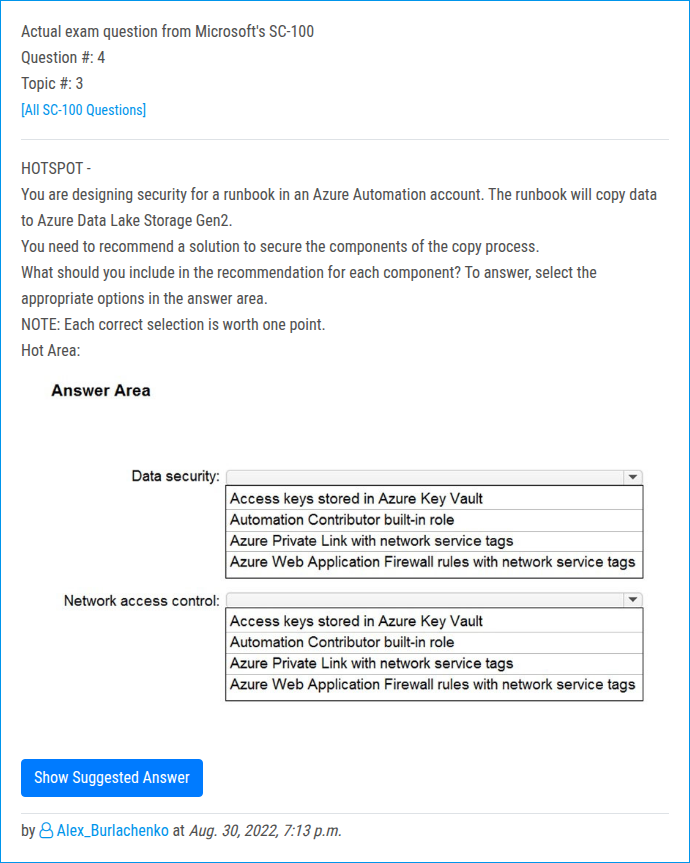 Actual exam question from Microsoft's SC-100
Question #: 4
Topic #: 3
[All SC-100 Questions]
HOTSPOT -
You are designing security for a runbook in an Azure Automation account. The runbook will copy data
to Azure Data Lake Storage Gen2.
You need to recommend a solution to secure the components of the copy process.
What should you include in the recommendation for each component? To answer, select the
appropriate options in the answer area.
NOTE: Each correct selection is worth one point.
Hot Area:
Answer Area
Data security:
Access keys stored in Azure Key Vault
Automation Contributor built-in role
Azure Private Link with network service tags
Azure Web Application Firewall rules with network service tags
Network access control:
Access keys stored in Azure Key Vault
Automation Contributor built-in role
Azure Private Link with network service tags
Azure Web Application Firewall rules with network service tags
Show Suggested Answer
by Alex_Burlachenko at Aug. 30, 2022, 7:13 p.m.